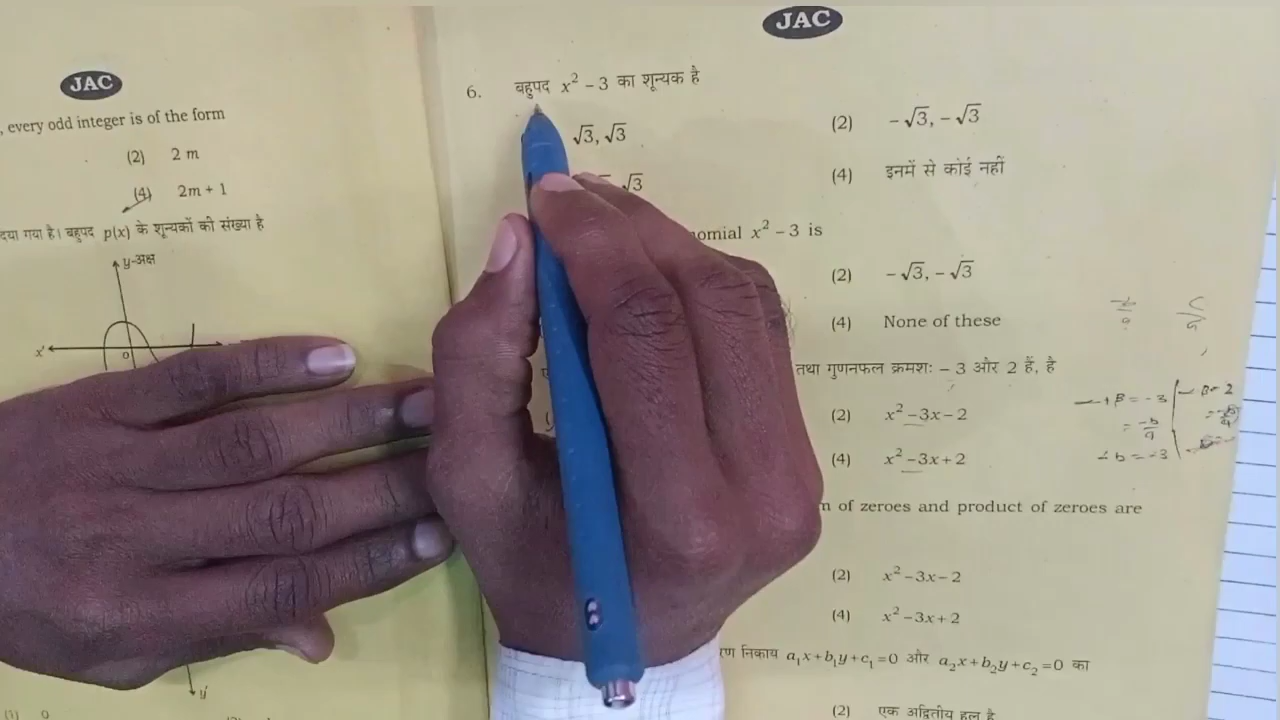 JAC
, every odd integer is of the form
(2) 2 m
(4) 2m + 1
दिया गया है। बहुपद p(x) के शून्यकों की संख्या है
y-अक्ष
x'
0
y'
(1) 0
JAC
6. बहुपद x² – 3 का शून्यक है
√3, √3
(2) – √3, – √3
√3
(4) इनमें से कोई नहीं
x² – 3 is
(2) – √3, – √3
(4) None of these
तथा गुणनफल क्रमशः – 3 और 2 हैं, है
(2) x² – 3x – 2
(4) x² – 3x + 2
of zeroes and product of zeroes are
(2) x² – 3x – 2
(4) x² – 3x + 2
निकाय a₁x + b₁y + c₁ = 0 और a₂x + b₂y + c₂ = 0 का
(2) एक अद्वितीय हल है